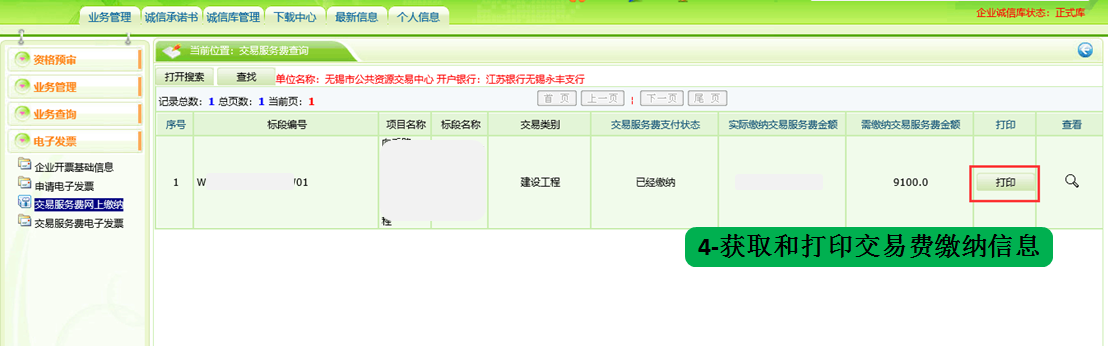 业务管理 诚信承诺书 诚信库管理 下载中心 最新信息 个人信息
企业诚信库状态：正式库
资格预审
业务管理
业务查询
电子发票
企业开票基础信息
申请电子发票
交易服务费网上缴纳
交易服务费电子发票
当前位置：交易服务费查询
打开搜索 查找 单位名称：无锡市公共资源交易中心 开户银行：江苏银行无锡永丰支行
记录总数：1 总页数：1 当前页：1 首 页 上一页 下一页 尾 页
序号 标段编号 项目名称 标段名称 交易类别 交易服务费支付状态 实际缴纳交易服务费金额 需缴纳交易服务费金额 打印 查看
1 W /01 程 建设工程 已经缴纳 9100.0 打印
4-获取和打印交易费缴纳信息